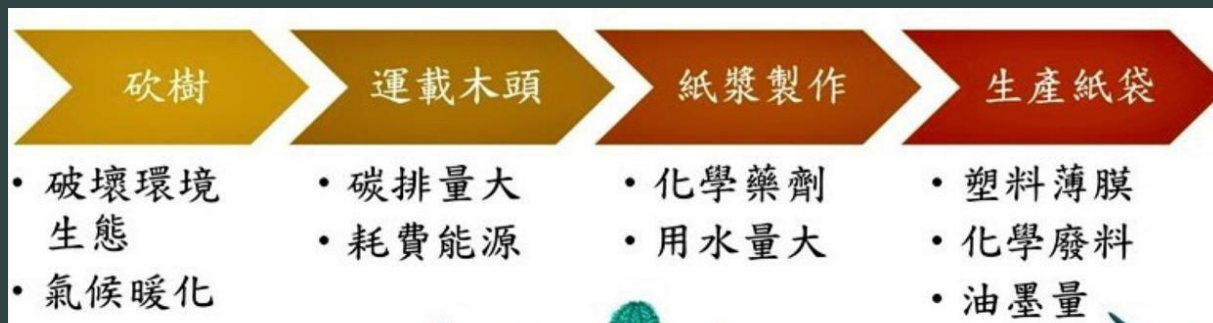 砍樹
運載木頭
紙漿製作
生產紙袋
• 破壞環境
生態
• 氣候暖化
• 碳排量大
• 耗費能源
• 化學藥劑
• 用水量大
• 塑料薄膜
• 化學廢料
• 油墨量